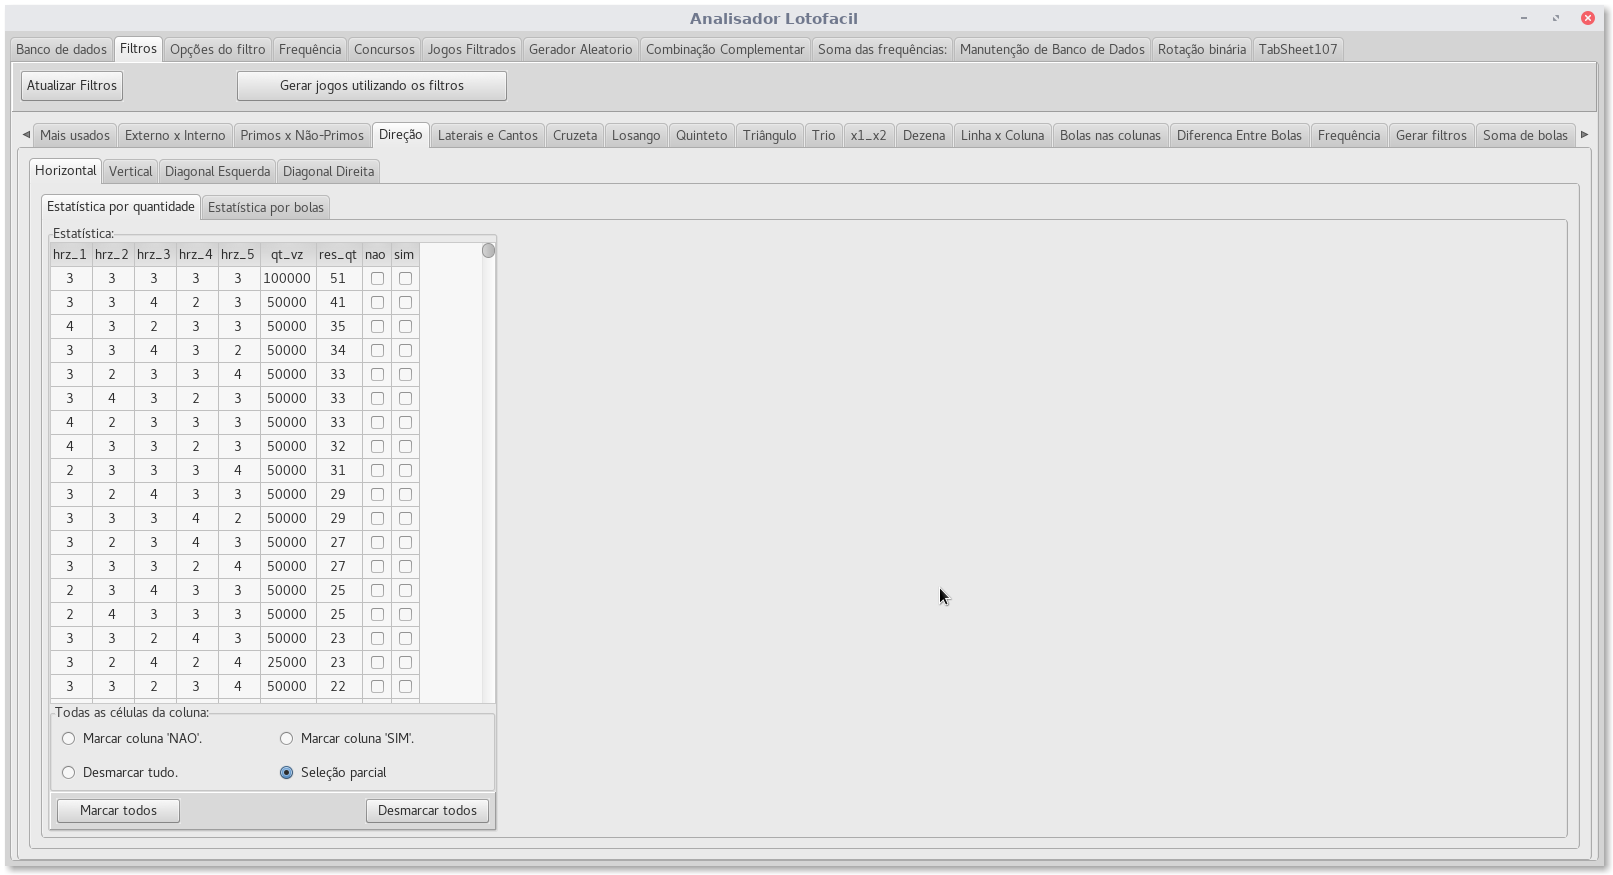 Analisador Lotofacil
Banco de dados Filtros Opções do filtro Frequência Concursos Jogos Filtrados Gerador Aleatorio Combinação Complementar Soma das frequências: Manutenção de Banco de Dados Rotação binária TabSheet107
Atualizar Filtros Gerar jogos utilizando os filtros
Mais usados Externo x Interno Primos x Não-Primos Direção Laterais e Cantos Cruzeta Losango Quinteto Triângulo Trio x1_x2 Dezena Linha x Coluna Bolas nas colunas Diferenca Entre Bolas Frequência Gerar filtros Soma de bolas
Horizontal Vertical Diagonal Esquerda Diagonal Direita
Estatística por quantidade Estatística por bolas
Estatística:
hrz_1 hrz_2 hrz_3 hrz_4 hrz_5 qt_vz res_qt nao sim
3 3 3 3 3 100000 51
3 3 4 2 3 50000 41
4 3 2 3 3 50000 35
3 3 4 3 2 50000 34
3 2 3 3 4 50000 33
3 4 3 2 3 50000 33
4 2 3 3 3 50000 33
4 3 3 2 3 50000 32
2 3 3 3 4 50000 31
3 2 4 3 3 50000 29
3 3 3 4 2 50000 29
3 2 3 4 3 50000 27
3 3 3 2 4 50000 27
2 3 4 3 3 50000 25
2 4 3 3 3 50000 25
3 3 2 4 3 50000 23
3 2 4 2 4 25000 23
3 3 2 3 4 50000 22
Todas as células da coluna:
Marcar coluna 'NAO'. Marcar coluna 'SIM'.
Desmarcar tudo. Seleção parcial
Marcar todos Desmarcar todos